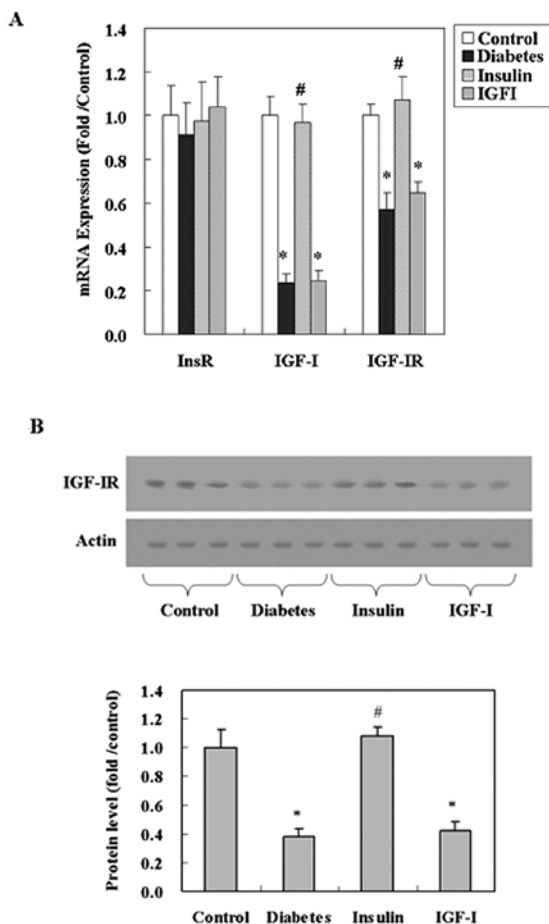 A
Control
Diabetes
Insulin
IGFI
mRNA Expression (Fold /Control)
1.4
1.2
1.0
0.8
0.6
0.4
0.2
0.0
# #
* * * *
InsR IGF-I IGF-IR
B
IGF-IR
Actin
Control Diabetes Insulin IGF-I
Protein level (fold /control)
1.4
1.2
1.0
0.8
0.6
0.4
0.2
0.0
#
* *
Control Diabetes Insulin IGF-I